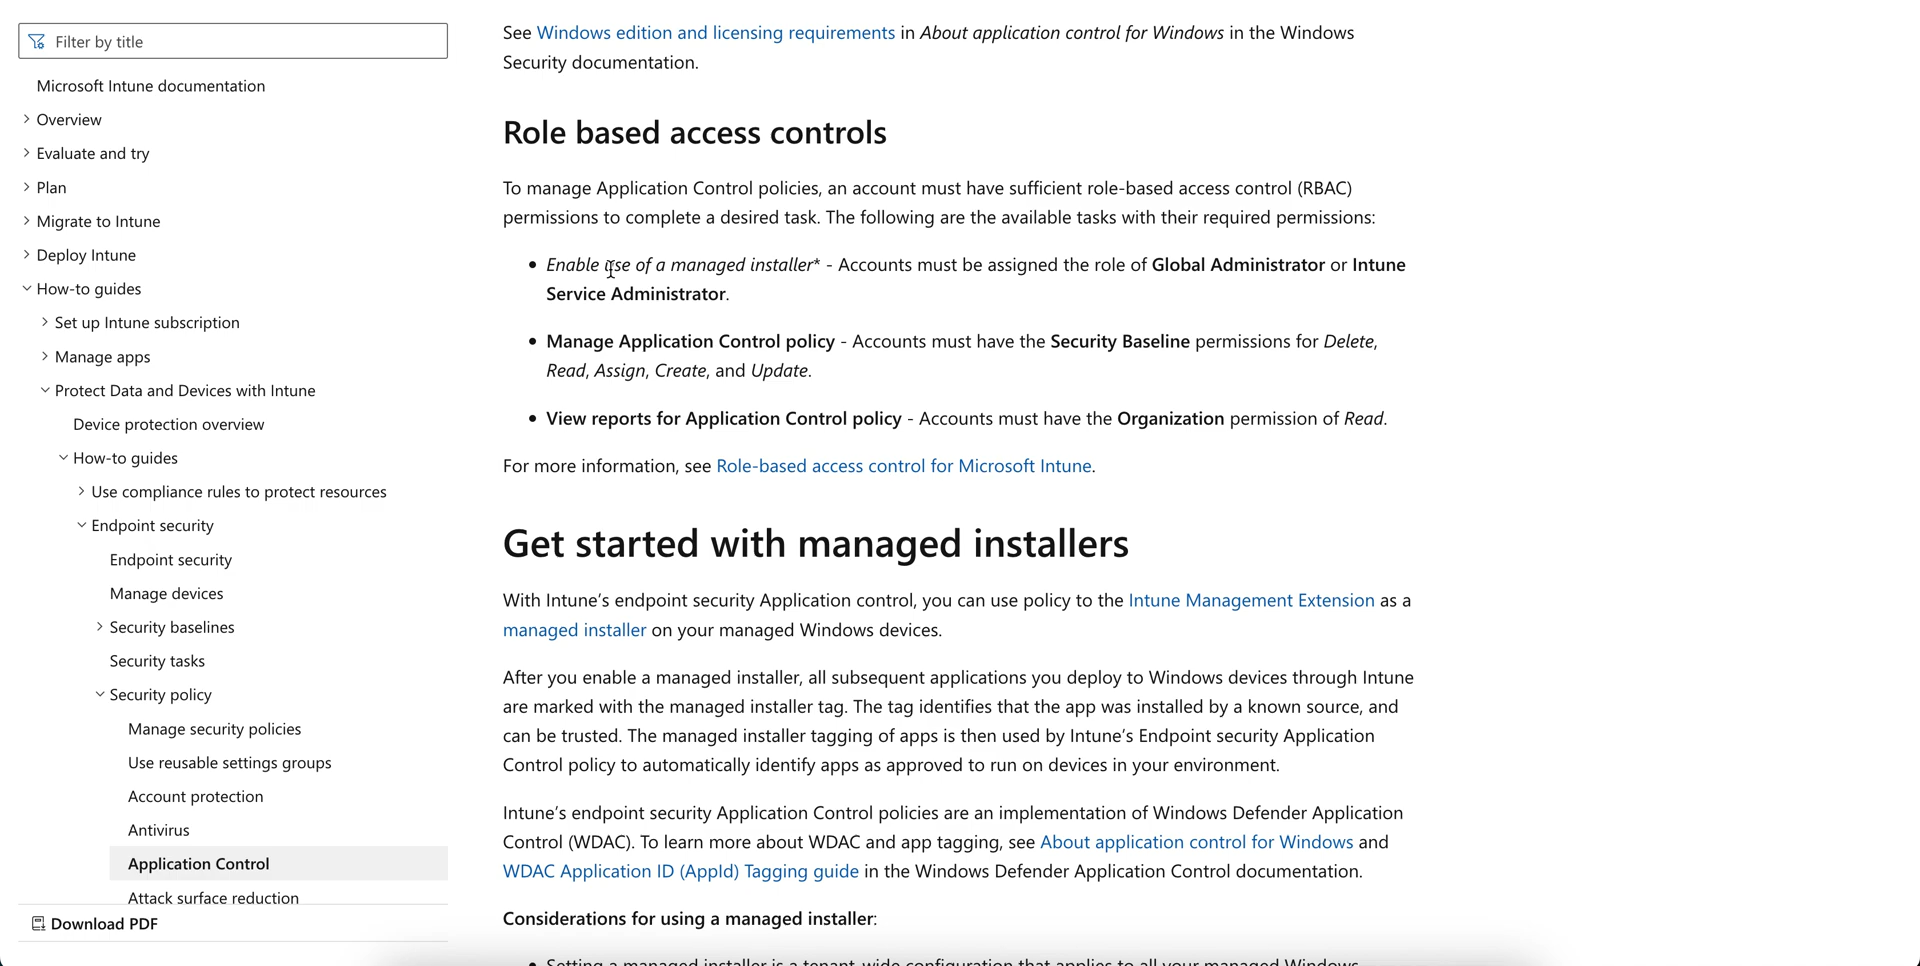 Filter by title
Microsoft Intune documentation
Overview
Evaluate and try
Plan
Migrate to Intune
Deploy Intune
How-to guides
Set up Intune subscription
Manage apps
Protect Data and Devices with Intune
Device protection overview
How-to guides
Use compliance rules to protect resources
Endpoint security
Endpoint security
Manage devices
Security baselines
Security tasks
Security policy
Manage security policies
Use reusable settings groups
Account protection
Antivirus
Application Control
Attack surface reduction
Download PDF
See Windows edition and licensing requirements in About application control for Windows in the Windows
Security documentation.
Role based access controls
To manage Application Control policies, an account must have sufficient role-based access control (RBAC)
permissions to complete a desired task. The following are the available tasks with their required permissions:
• Enable use of a managed installer* - Accounts must be assigned the role of Global Administrator or Intune
Service Administrator.
• Manage Application Control policy - Accounts must have the Security Baseline permissions for Delete,
Read, Assign, Create, and Update.
• View reports for Application Control policy - Accounts must have the Organization permission of Read.
For more information, see Role-based access control for Microsoft Intune.
Get started with managed installers
With Intune’s endpoint security Application control, you can use policy to the Intune Management Extension as a
managed installer on your managed Windows devices.
After you enable a managed installer, all subsequent applications you deploy to Windows devices through Intune
are marked with the managed installer tag. The tag identifies that the app was installed by a known source, and
can be trusted. The managed installer tagging of apps is then used by Intune’s Endpoint security Application
Control policy to automatically identify apps as approved to run on devices in your environment.
Intune’s endpoint security Application Control policies are an implementation of Windows Defender Application
Control (WDAC). To learn more about WDAC and app tagging, see About application control for Windows and
WDAC Application ID (AppId) Tagging guide in the Windows Defender Application Control documentation.
Considerations for using a managed installer:
• Setting a managed installer is a tenant-wide configuration that applies to all your managed Windows